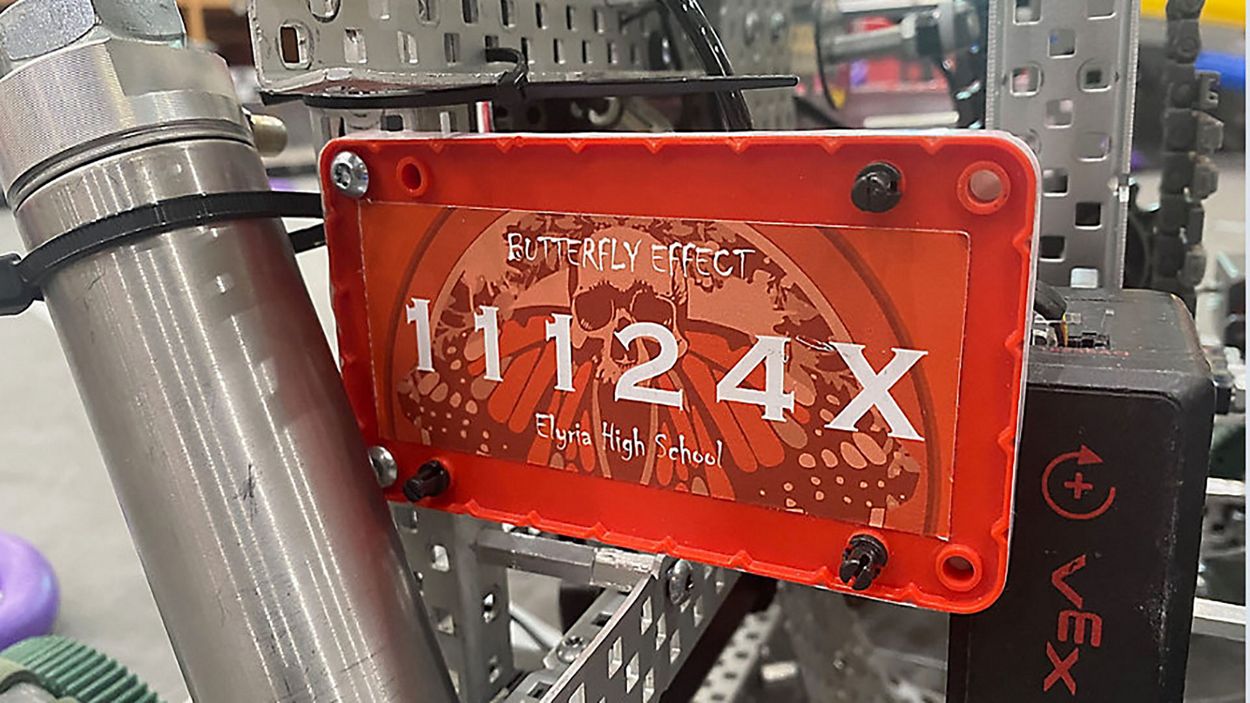 BUTTERFLY EFFECT
11124X
Elyria High School
VEX